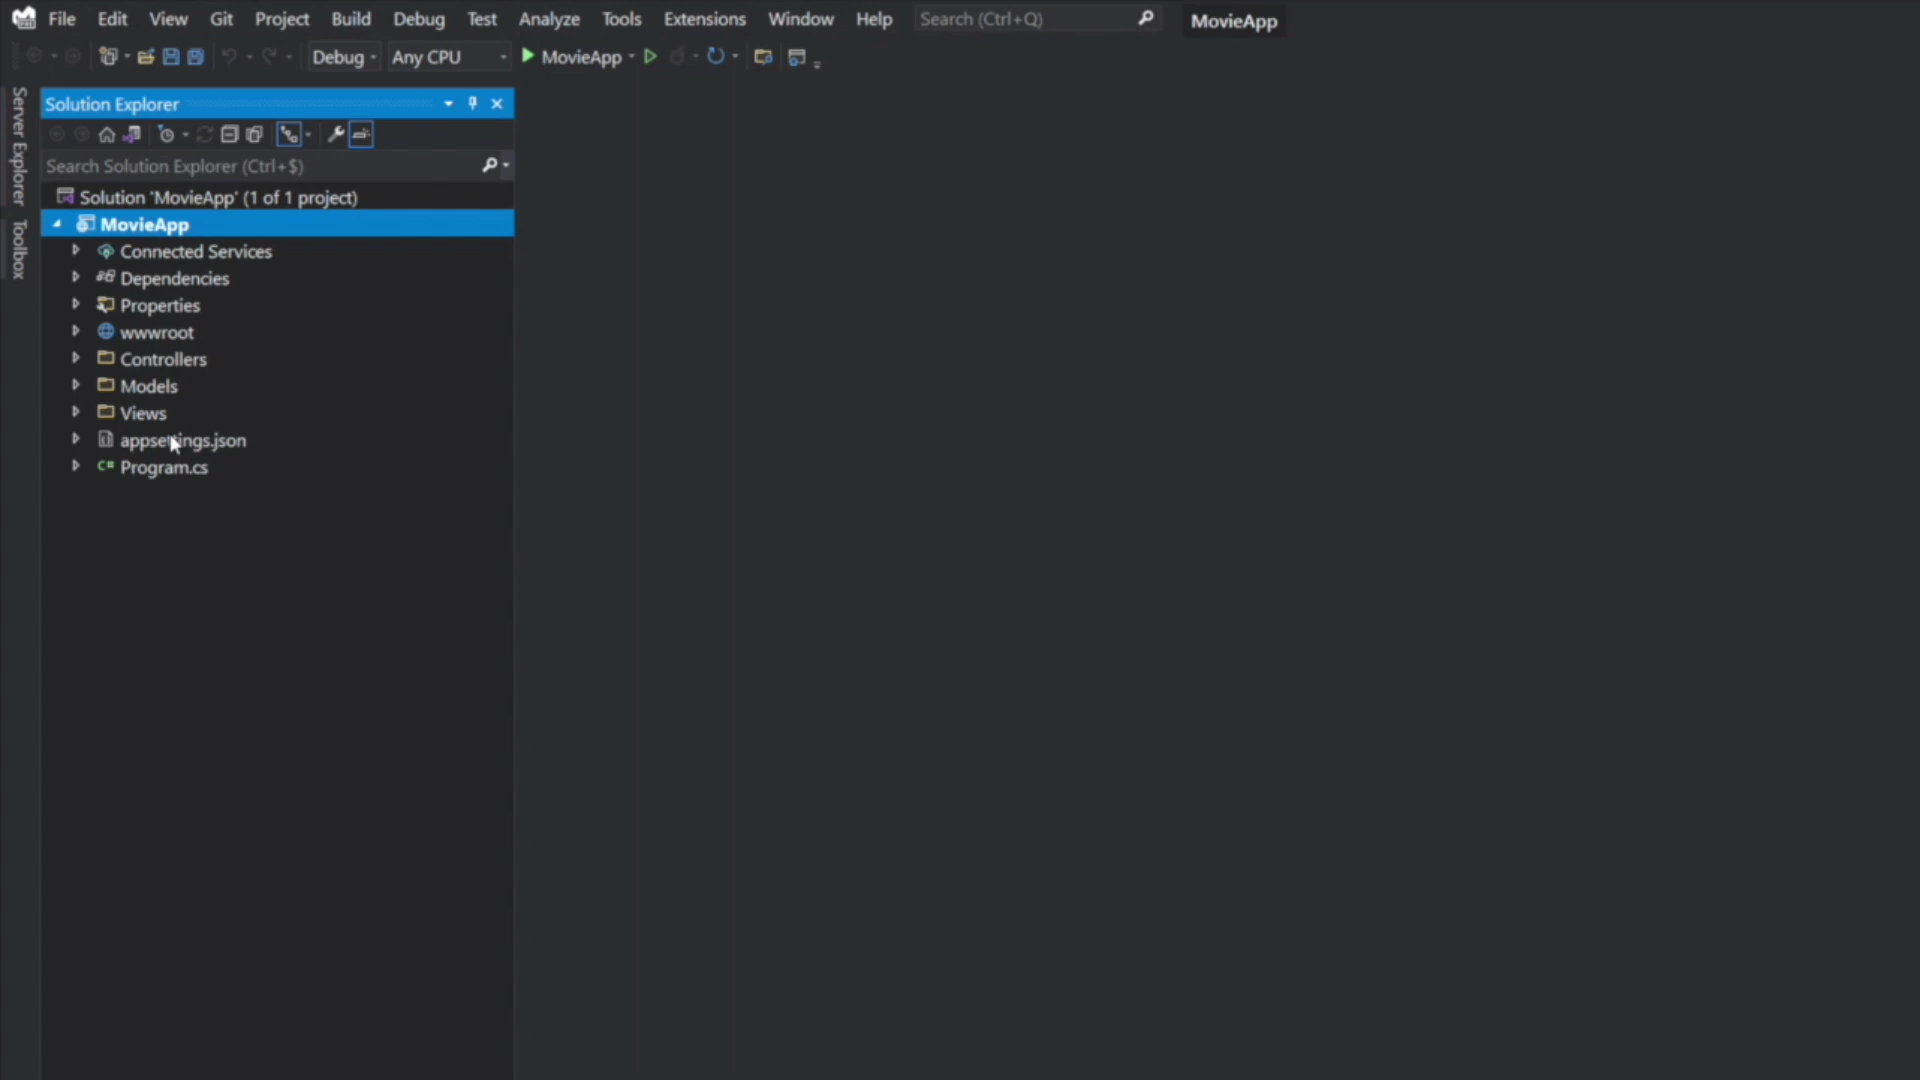 File Edit View Git Project Build Debug Test Analyze Tools Extensions Window Help Search (Ctrl+Q) MovieApp
Debug Any CPU MovieApp
Server Explorer
Toolbox
Solution Explorer
Search Solution Explorer (Ctrl+$)
Solution 'MovieApp' (1 of 1 project)
MovieApp
Connected Services
Dependencies
Properties
wwwroot
Controllers
Models
Views
appsettings.json
C# Program.cs